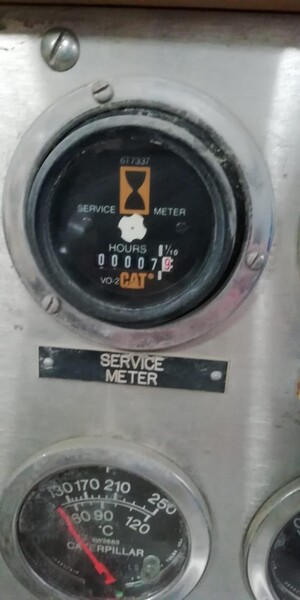 6T7337
SERVICE METER
HOURS 1/10
00007
VO-2 CAT
SERVICE
METER
130 170 210 250
60 90 120
°C
CATERPILLAR